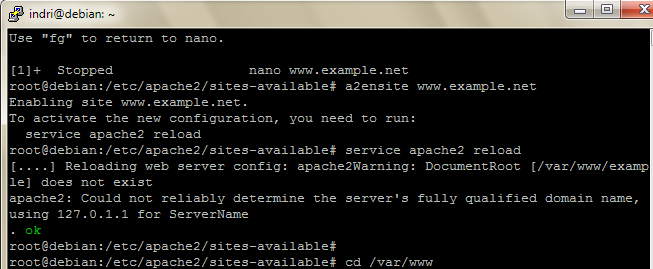 indri@debian: ~
Use "fg" to return to nano.
[1]+  Stopped                 nano www.example.net
root@debian:/etc/apache2/sites-available# a2ensite www.example.net
Enabling site www.example.net.
To activate the new configuration, you need to run:
  service apache2 reload
root@debian:/etc/apache2/sites-available# service apache2 reload
[....] Reloading web server config: apache2Warning: DocumentRoot [/var/www/examp
le] does not exist
apache2: Could not reliably determine the server's fully qualified domain name,
using 127.0.1.1 for ServerName
. ok
root@debian:/etc/apache2/sites-available#
root@debian:/etc/apache2/sites-available# cd /var/www